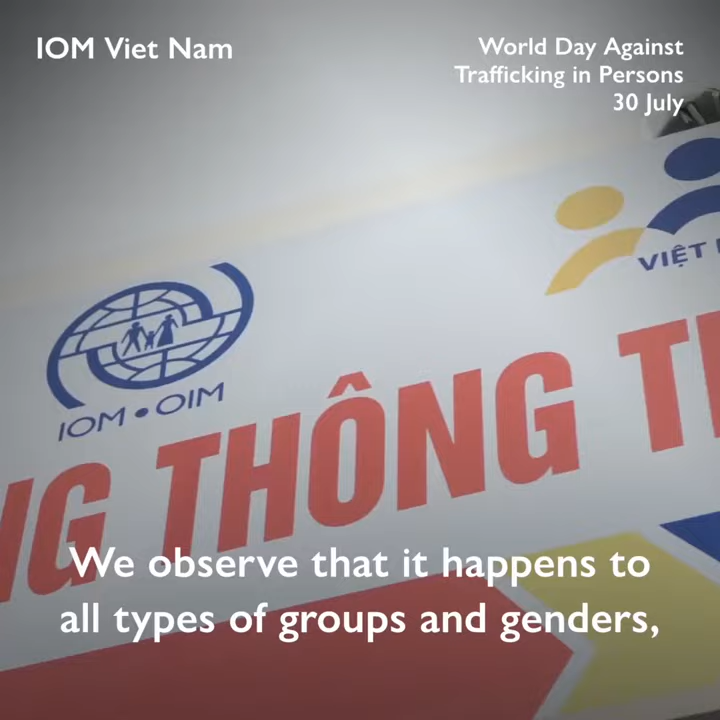 IOM Viet Nam
World Day Against
Trafficking in Persons
30 July
VIỆT
IOM • OIM
NG THÔNG T
We observe that it happens to
all types of groups and genders,